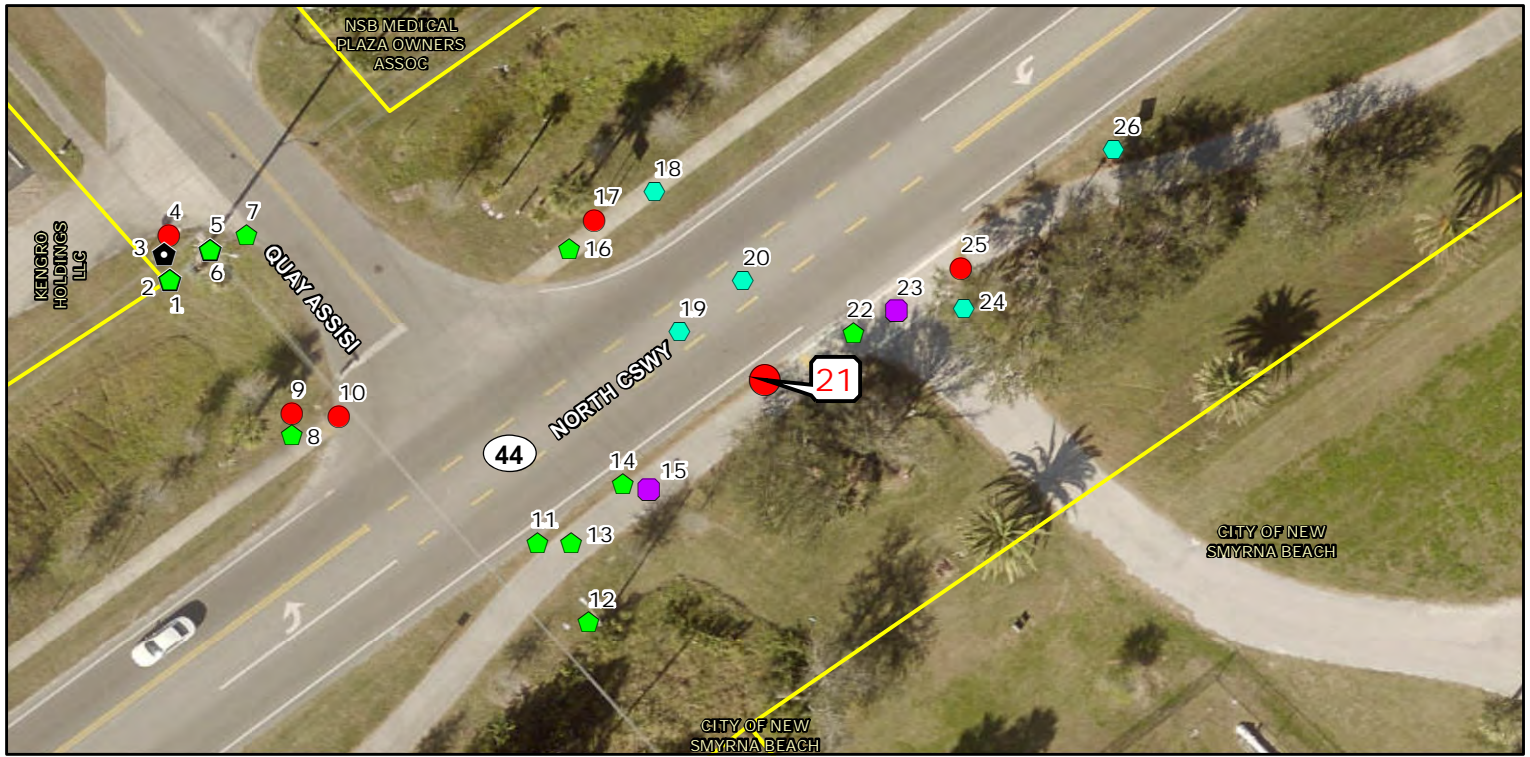 NSB MEDICAL
PLAZA OWNERS
ASSOC
26
18
17
4
5
7
3
16
KENGRO
HOLDINGS
LLC
QUAY ASSISI
6
2
1
20
25
23
24
19
22
21
NORTH CSWY
9
10
8
44
14
15
11
13
12
CITY OF NEW
SMYRNA BEACH
CITY OF NEW
SMYRNA BEACH